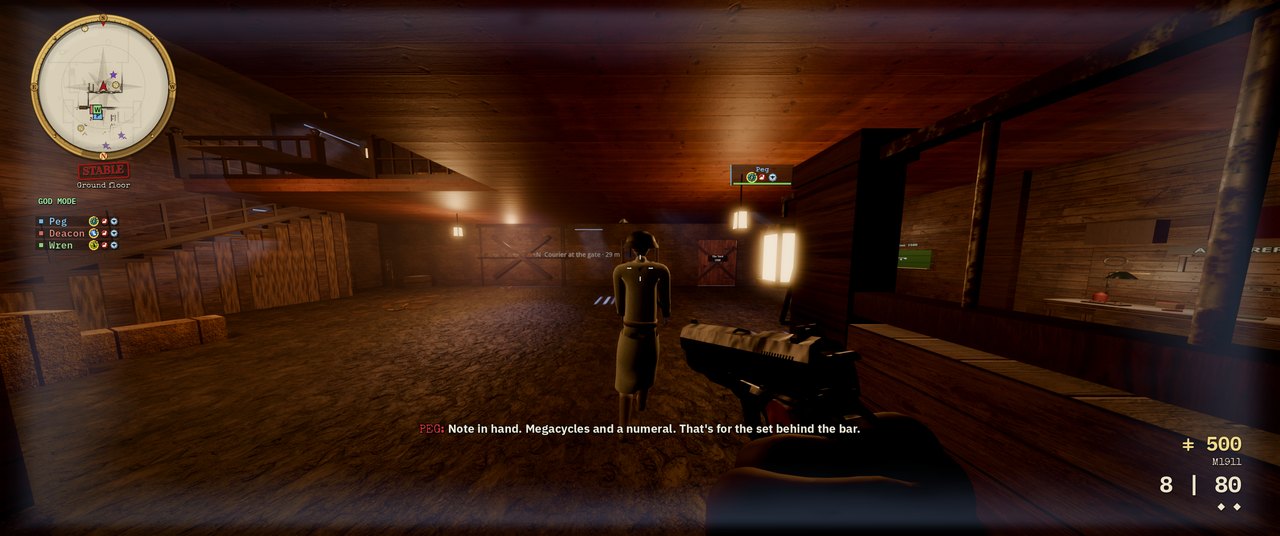 STABLE
Ground floor
GOD MODE
Peg
Deacon
Wren
Peg
N Courier at the gate · 29 m
PEG: Note in hand. Megacycles and a numeral. That's for the set behind the bar.
500
M1911
8 | 80